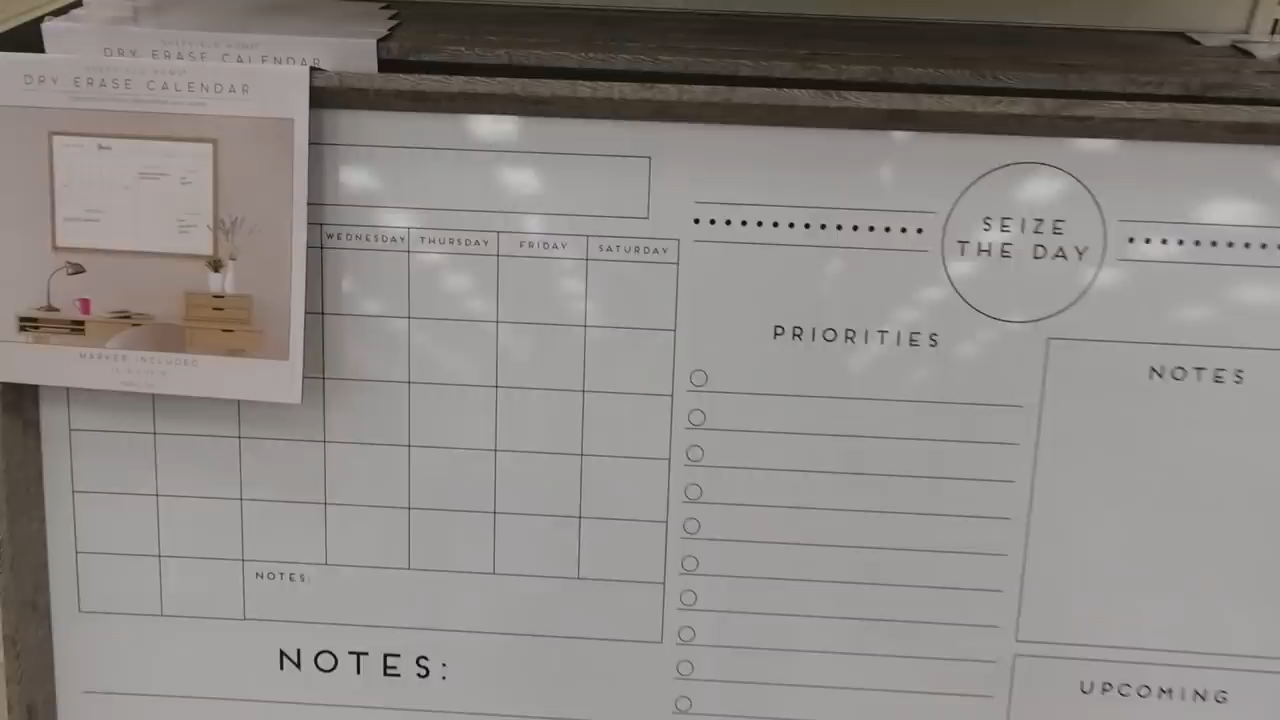 DRY ERASE CALENDAR
DRY ERASE CALENDAR
MARKER INCLUDED
WEDNESDAY THURSDAY FRIDAY SATURDAY
NOTES:
NOTES:
SEIZE
THE DAY
PRIORITIES
NOTES
UPCOMING